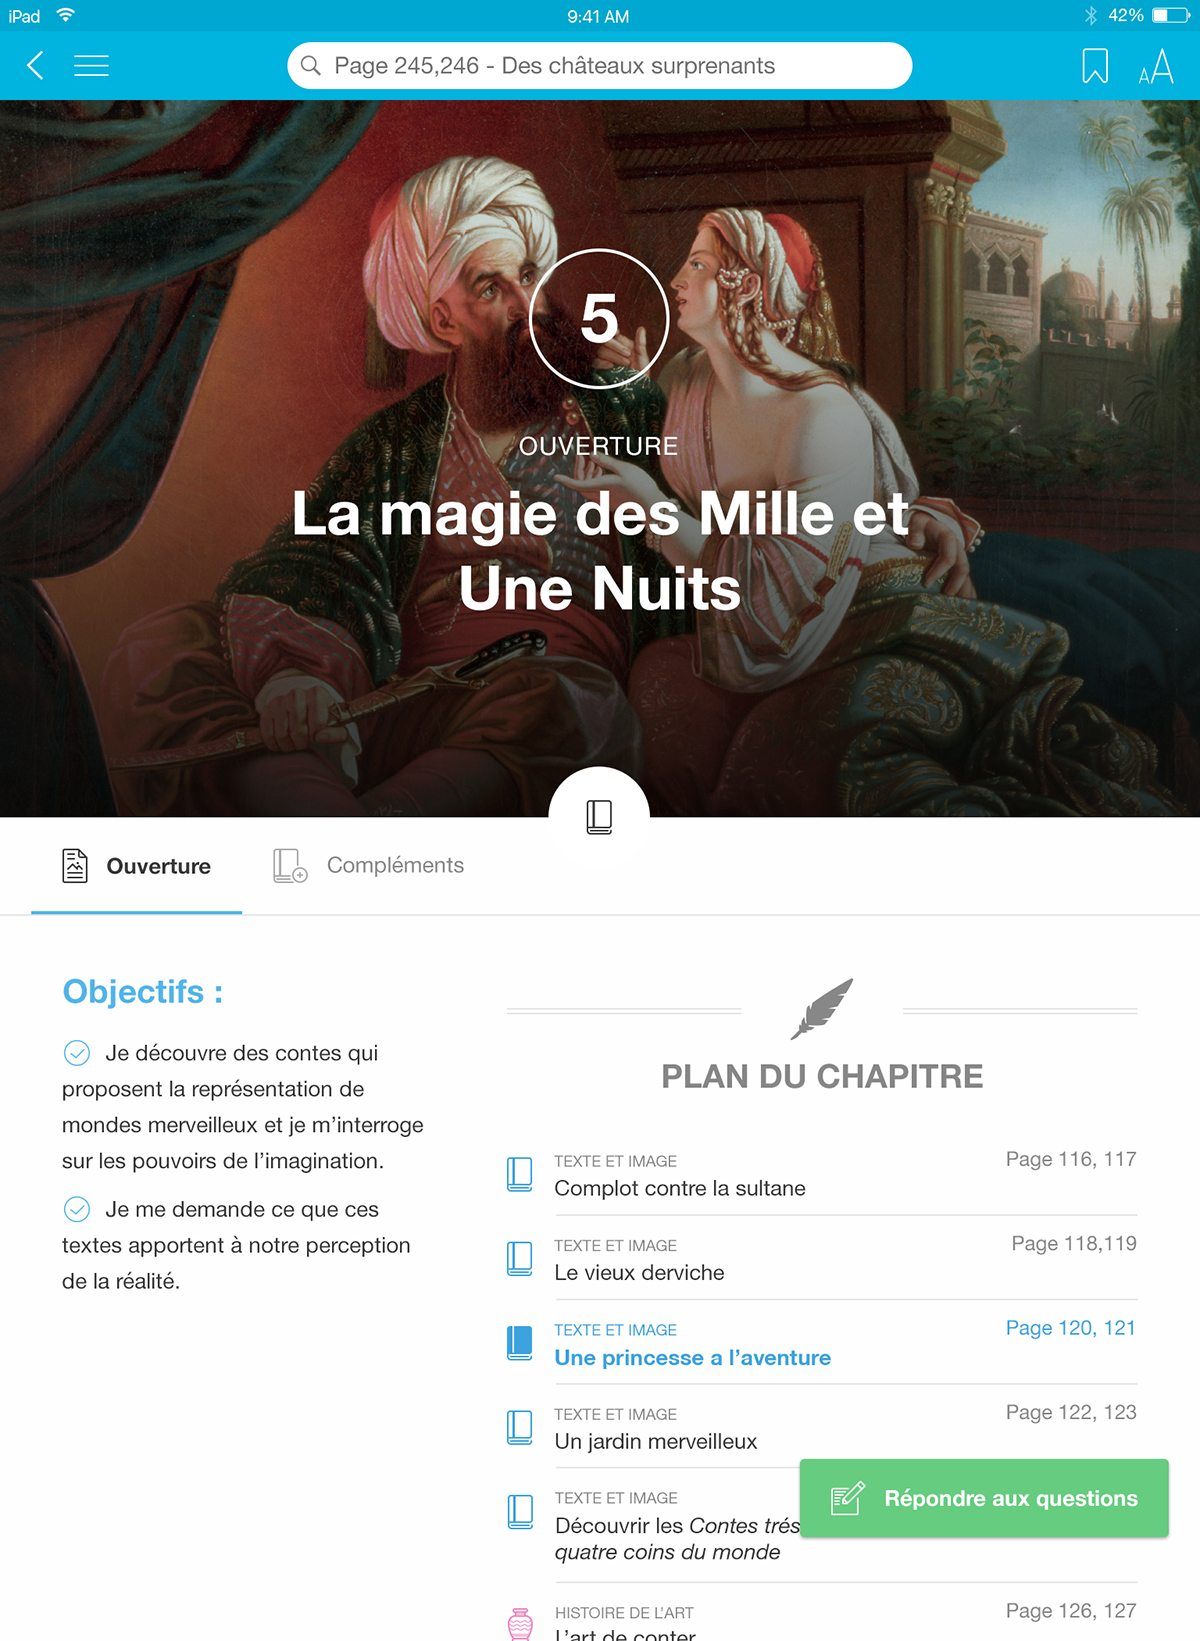 iPad
9:41 AM
42%
Page 245,246 - Des châteaux surprenants
AA
5
OUVERTURE
La magie des Mille et
Une Nuits
Ouverture
Compléments
Objectifs :
Je découvre des contes qui
proposent la représentation de
mondes merveilleux et je m’interroge
sur les pouvoirs de l’imagination.
Je me demande ce que ces
textes apportent à notre perception
de la réalité.
PLAN DU CHAPITRE
TEXTE ET IMAGE
Page 116, 117
Complot contre la sultane
TEXTE ET IMAGE
Page 118,119
Le vieux derviche
TEXTE ET IMAGE
Page 120, 121
Une princesse a l’aventure
TEXTE ET IMAGE
Page 122, 123
Un jardin merveilleux
TEXTE ET IMAGE
Découvrir les Contes trés
quatre coins du monde
Répondre aux questions
HISTOIRE DE L’ART
Page 126, 127
L’art de conter